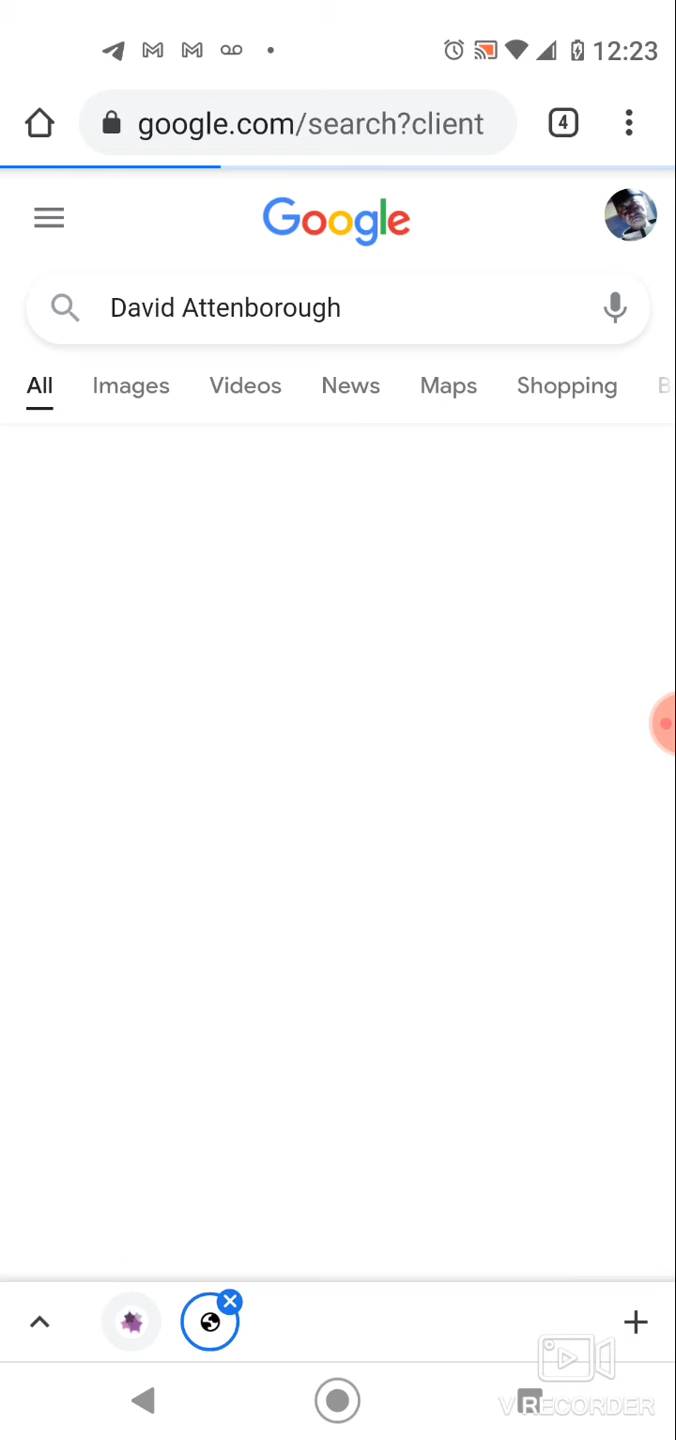 12:23
google.com/search?client
4
Google
David Attenborough
All Images Videos News Maps Shopping B
VRECORDER